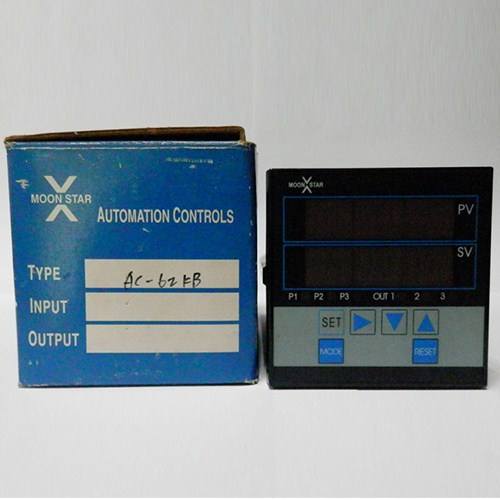 MOON STAR
AUTOMATION CONTROLS
TYPE AC-62EB
INPUT
OUTPUT
MOON STAR
PV
SV
P1 P2 P3 OUT 1 2 3
SET
MODE RESET